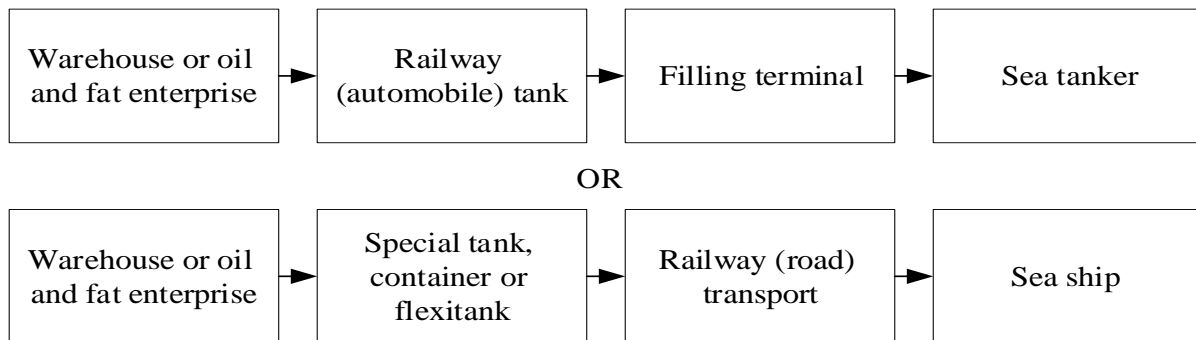 Warehouse or oil
and fat enterprise
Railway
(automobile) tank
Filling terminal
Sea tanker
OR
Warehouse or oil
and fat enterprise
Special tank,
container or
flexitank
Railway (road)
transport
Sea ship